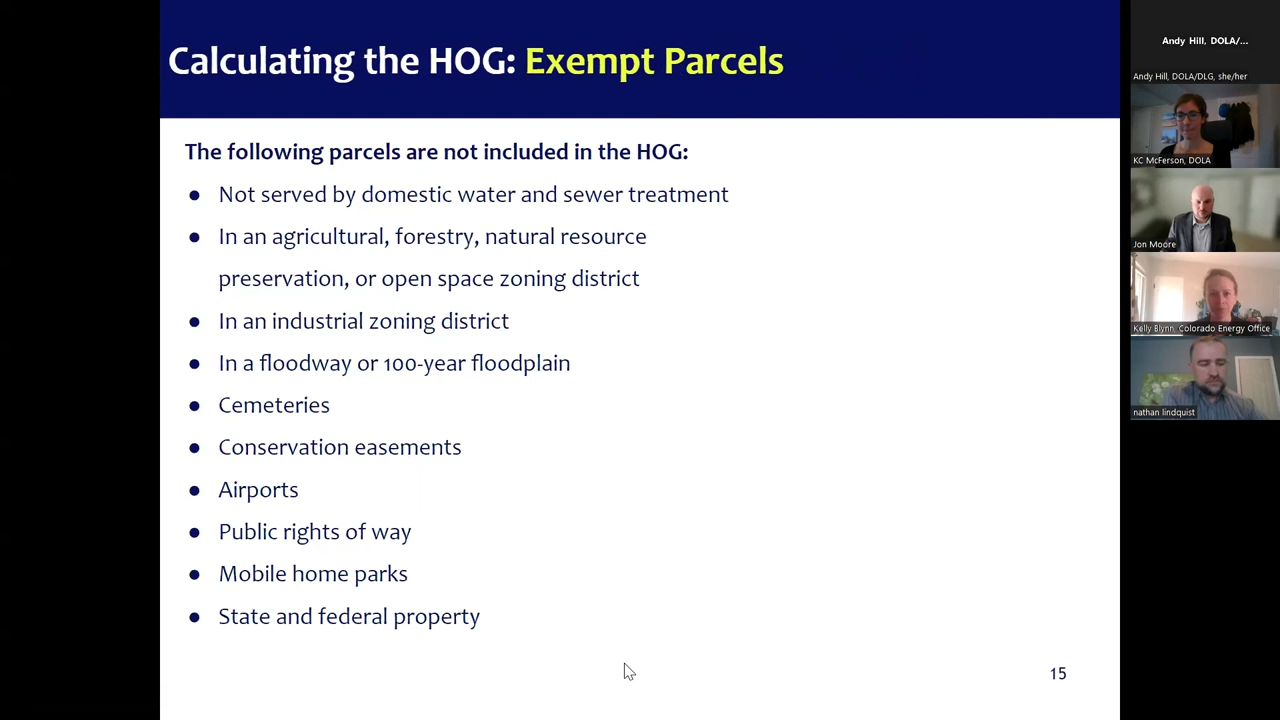 Calculating the HOG: Exempt Parcels
The following parcels are not included in the HOG:
● Not served by domestic water and sewer treatment
● In an agricultural, forestry, natural resource
preservation, or open space zoning district
● In an industrial zoning district
● In a floodway or 100-year floodplain
● Cemeteries
● Conservation easements
● Airports
● Public rights of way
● Mobile home parks
● State and federal property
15
Andy Hill, DOLA/...
Andy Hill, DOLA/DLG, she/her
KC McFerson, DOLA
Jon Moore
Kelly Blynn, Colorado Energy Office
nathan lindquist